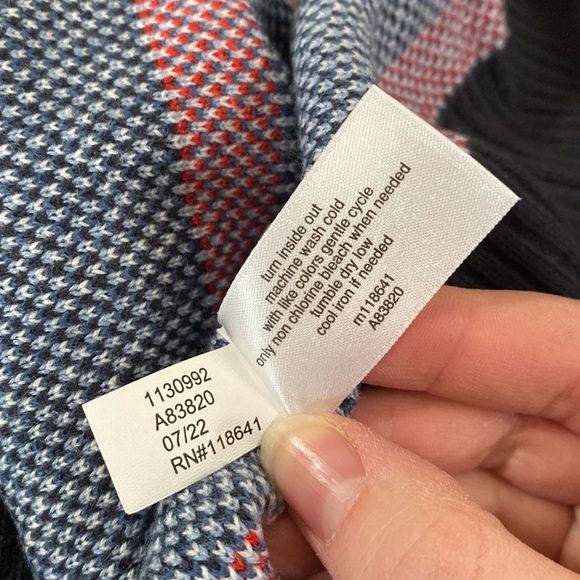 turn inside out
machine wash cold
with like colors gentle cycle
only non chlorine bleach when needed
tumble dry low
cool iron if needed
m118641
A83820
1130992
A83820
07/22
RN#118641